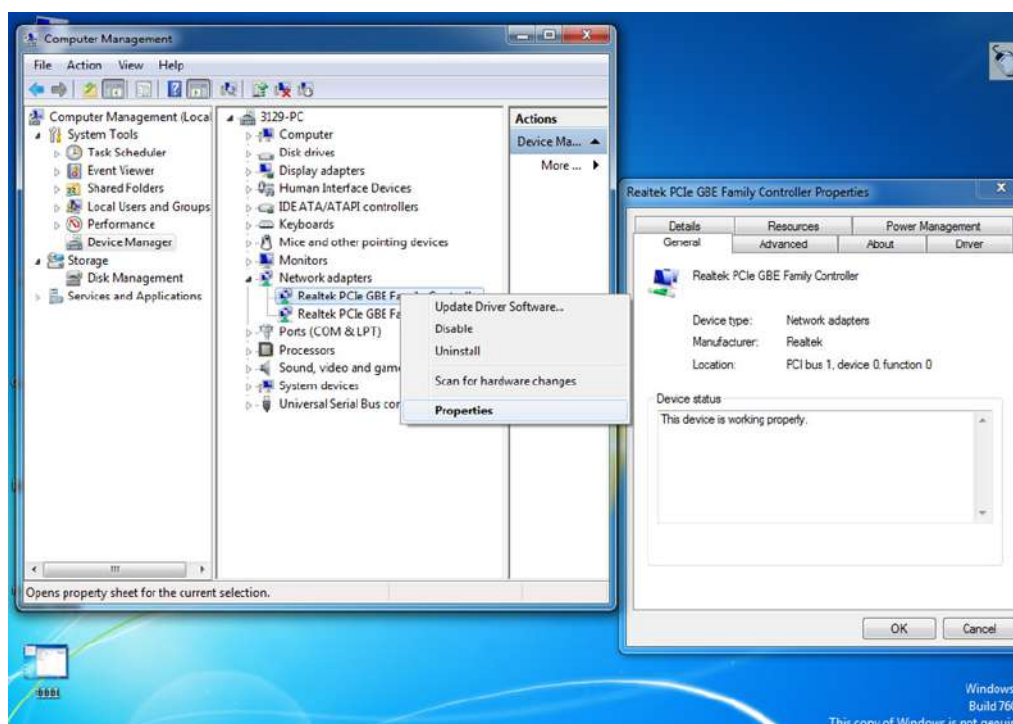 Computer Management
File Action View Help
Computer Management (Local
System Tools
Task Scheduler
Event Viewer
Shared Folders
Local Users and Groups
Performance
Device Manager
Storage
Disk Management
Services and Applications
3129-PC
Computer
Disk drives
Display adapters
Human Interface Devices
IDE ATA/ATAPI controllers
Keyboards
Mice and other pointing devices
Monitors
Network adapters
Realtek PCIe GBE Family Controller
Realtek PCIe GBE Fa
Ports (COM & LPT)
Processors
Sound, video and gam
System devices
Universal Serial Bus con
Actions
Device Ma...
More ...
Update Driver Software...
Disable
Uninstall
Scan for hardware changes
Properties
Opens property sheet for the current selection.
Realtek PCIe GBE Family Controller Properties
Details Resources Power Management
General Advanced About Driver
Realtek PCIe GBE Family Controller
Device type: Network adapters
Manufacturer: Realtek
Location: PCI bus 1, device 0, function 0
Device status
This device is working properly.
OK Cancel
Windows
Build 760
This copy of Windows is not genuin